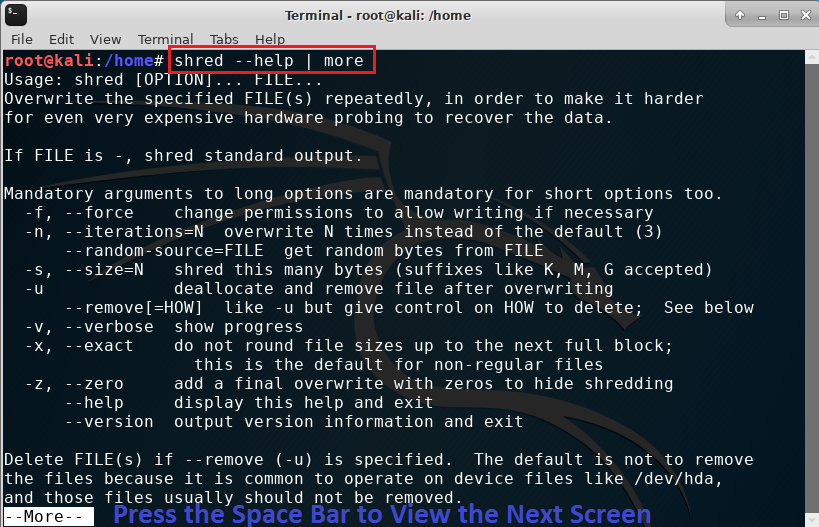 Terminal - root@kali: /home
File Edit View Terminal Tabs Help
root@kali:/home# shred --help | more
Usage: shred [OPTION]... FILE...
Overwrite the specified FILE(s) repeatedly, in order to make it harder
for even very expensive hardware probing to recover the data.
If FILE is -, shred standard output.
Mandatory arguments to long options are mandatory for short options too.
-f, --force change permissions to allow writing if necessary
-n, --iterations=N overwrite N times instead of the default (3)
--random-source=FILE get random bytes from FILE
-s, --size=N shred this many bytes (suffixes like K, M, G accepted)
-u deallocate and remove file after overwriting
--remove[=HOW] like -u but give control on HOW to delete; See below
-v, --verbose show progress
-x, --exact do not round file sizes up to the next full block;
this is the default for non-regular files
-z, --zero add a final overwrite with zeros to hide shredding
--help display this help and exit
--version output version information and exit
Delete FILE(s) if --remove (-u) is specified. The default is not to remove
the files because it is common to operate on device files like /dev/hda,
and those files usually should not be removed.
--More-- Press the Space Bar to View the Next Screen